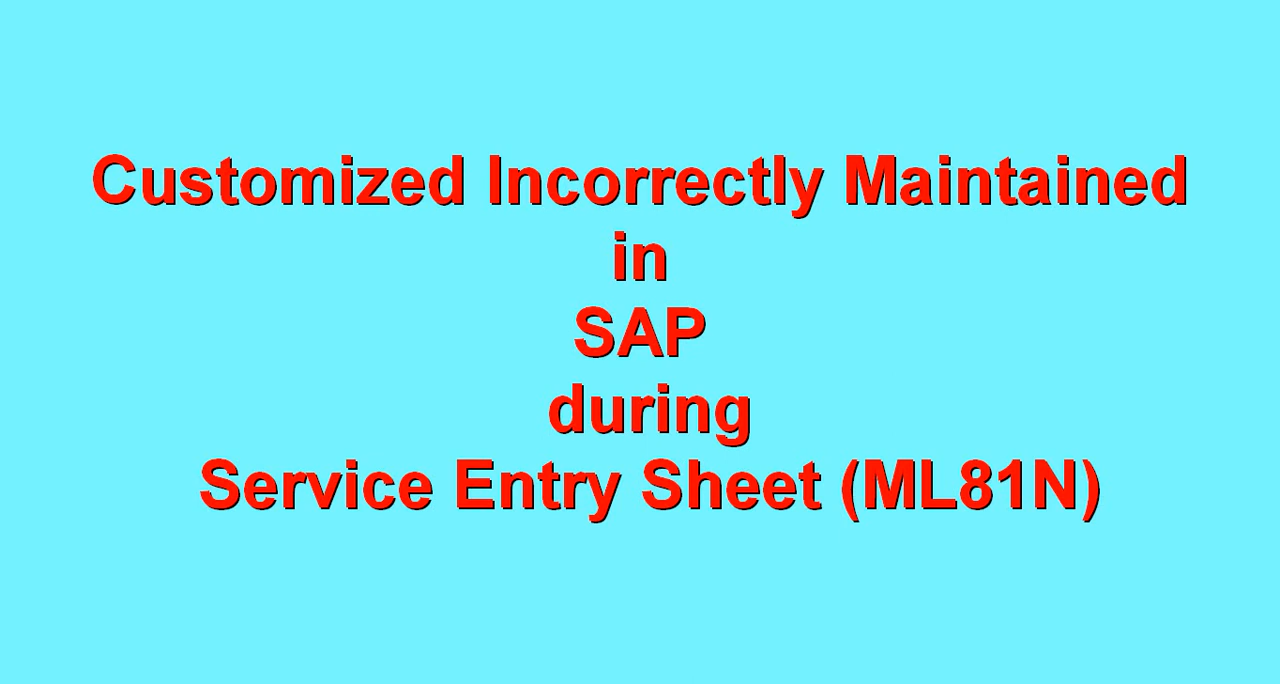 Customized Incorrectly Maintained
in
SAP
during
Service Entry Sheet (ML81N)